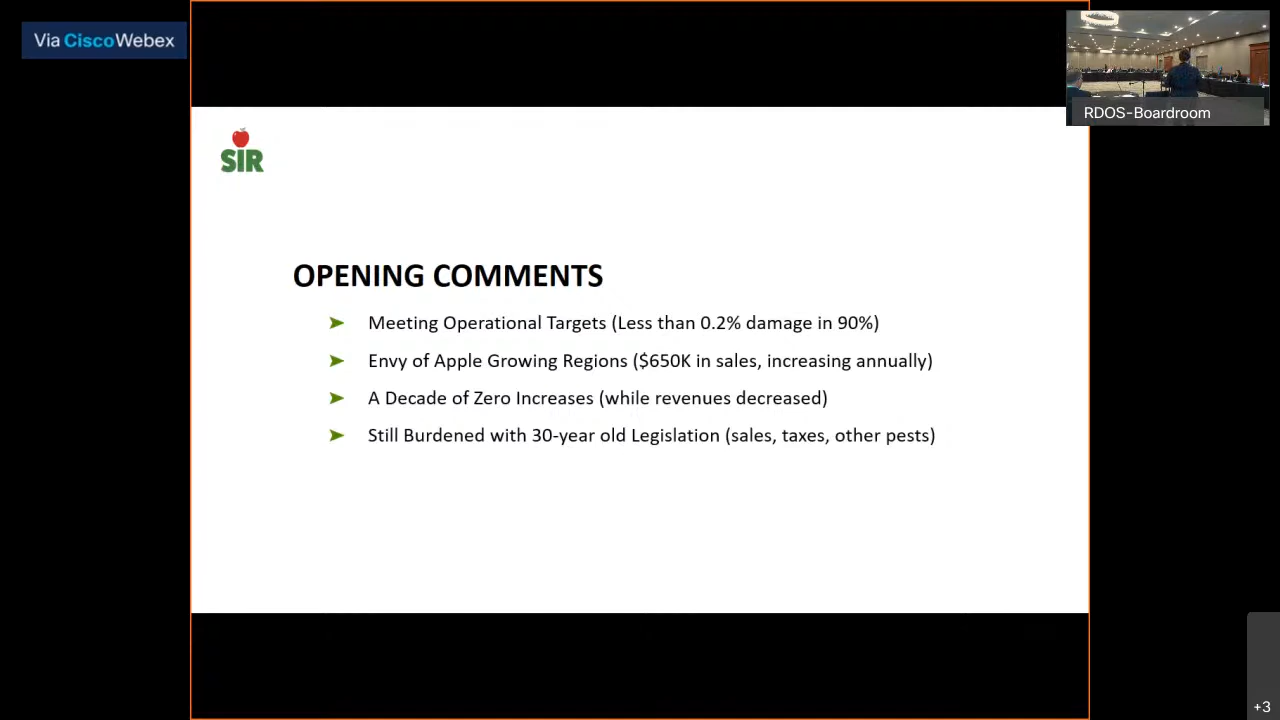 Via CiscoWebex
RDOS-Boardroom
SIR
OPENING COMMENTS
➤ Meeting Operational Targets (Less than 0.2% damage in 90%)
➤ Envy of Apple Growing Regions ($650K in sales, increasing annually)
➤ A Decade of Zero Increases (while revenues decreased)
➤ Still Burdened with 30-year old Legislation (sales, taxes, other pests)
+3